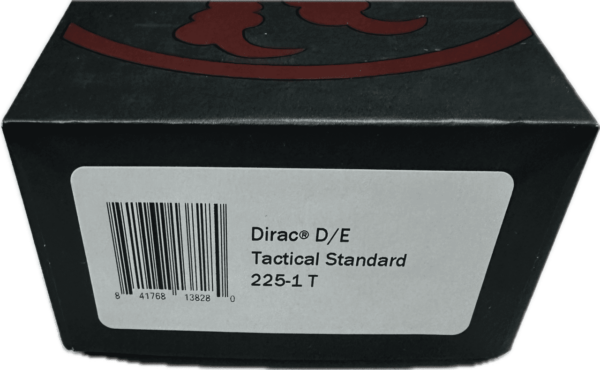 Dirac® D/E
Tactical Standard
225-1 T
8 41768 13828 0